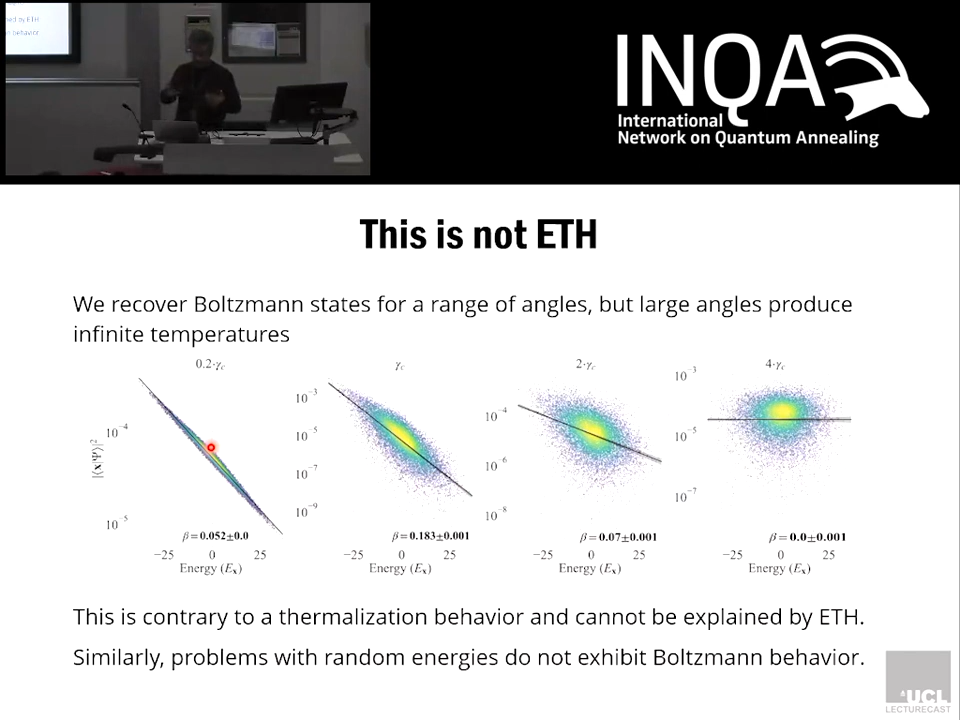 ned by ETH
n behavior.
INQA
International
Network on Quantum Annealing
This is not ETH
We recover Boltzmann states for a range of angles, but large angles produce
infinite temperatures
0.2·γc
γc
2·γc
4·γc
|⟨x|Ψ⟩|²
10⁻⁴
10⁻⁵
10⁻³
10⁻⁵
10⁻⁷
10⁻⁹
10⁻⁴
10⁻⁶
10⁻⁸
10⁻³
10⁻⁵
10⁻⁷
β=0.052±0.0
β=0.183±0.001
β=0.07±0.001
β=0.0±0.001
−25 0 25
−25 0 25
−25 0 25
−25 0 25
Energy (Eₓ)
Energy (Eₓ)
Energy (Eₓ)
Energy (Eₓ)
This is contrary to a thermalization behavior and cannot be explained by ETH.
Similarly, problems with random energies do not exhibit Boltzmann behavior.
UCL
LECTURECAST